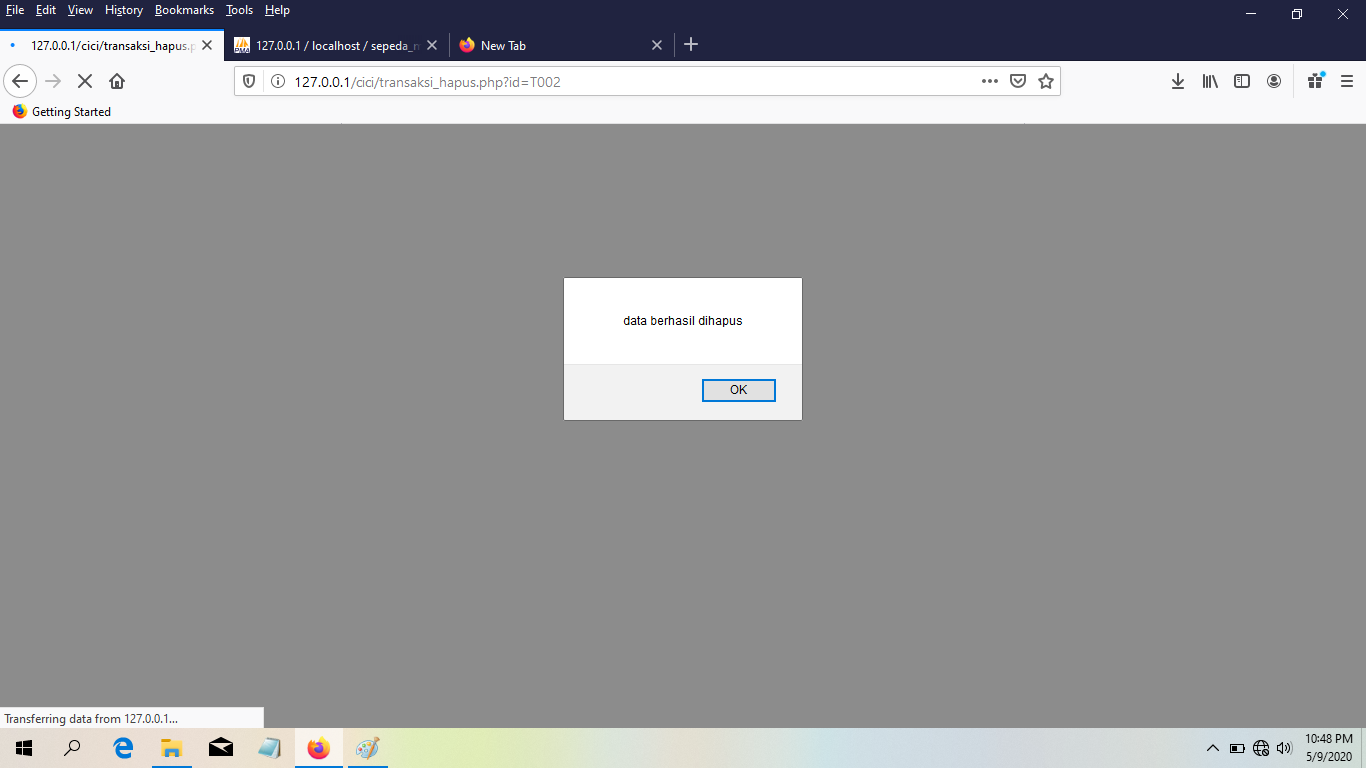 File Edit View History Bookmarks Tools Help
127.0.0.1/cici/transaksi_hapus.p
127.0.0.1 / localhost / sepeda_m
New Tab
127.0.0.1/cici/transaksi_hapus.php?id=T002
Getting Started
data berhasil dihapus
OK
Transferring data from 127.0.0.1...
10:48 PM
5/9/2020